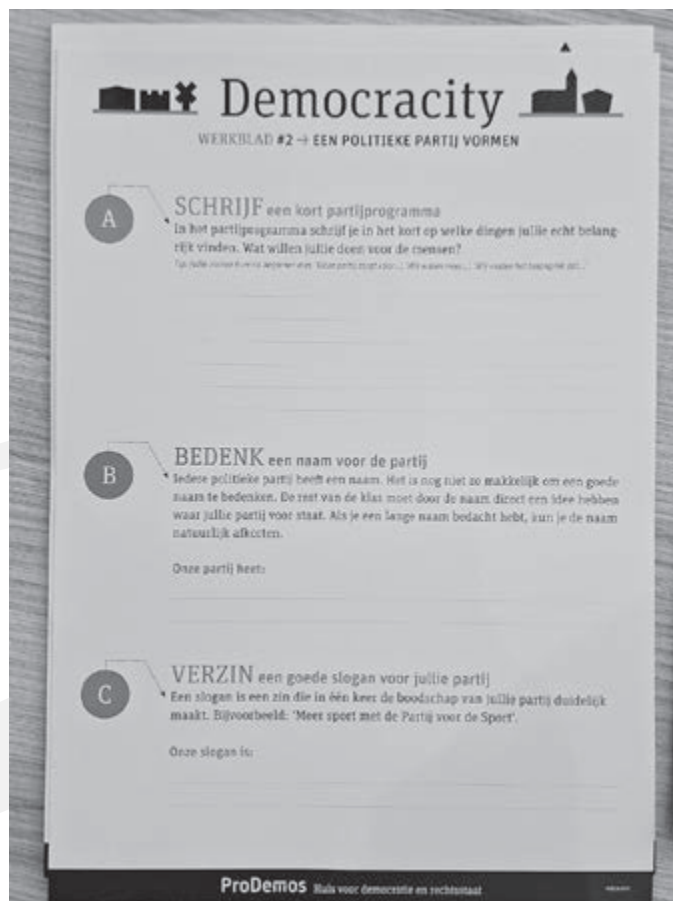 Democracity
WERKBLAD #2 → EEN POLITIEKE PARTIJ VORMEN
A
SCHRIJF een kort partijprogramma
In het partijprogramma schrijf je in het kort op welke dingen jullie echt belang-
rijk vinden. Wat willen jullie doen voor de mensen?
B
BEDENK een naam voor de partij
Iedere politieke partij heeft een naam. Het is nog niet zo makkelijk om een goede
naam te bedenken. De rest van de klas moet door de naam direct een idee hebben
waar jullie partij voor staat. Als je een lange naam bedacht hebt, kun je de naam
natuurlijk afkorten.
Onze partij heet:
C
VERZIN een goede slogan voor jullie partij
Een slogan is een zin die in één keer de boodschap van jullie partij duidelijk
maakt. Bijvoorbeeld: 'Meer sport met de Partij voor de Sport'.
Onze slogan is:
ProDemos Huis voor democratie en rechtsstaat